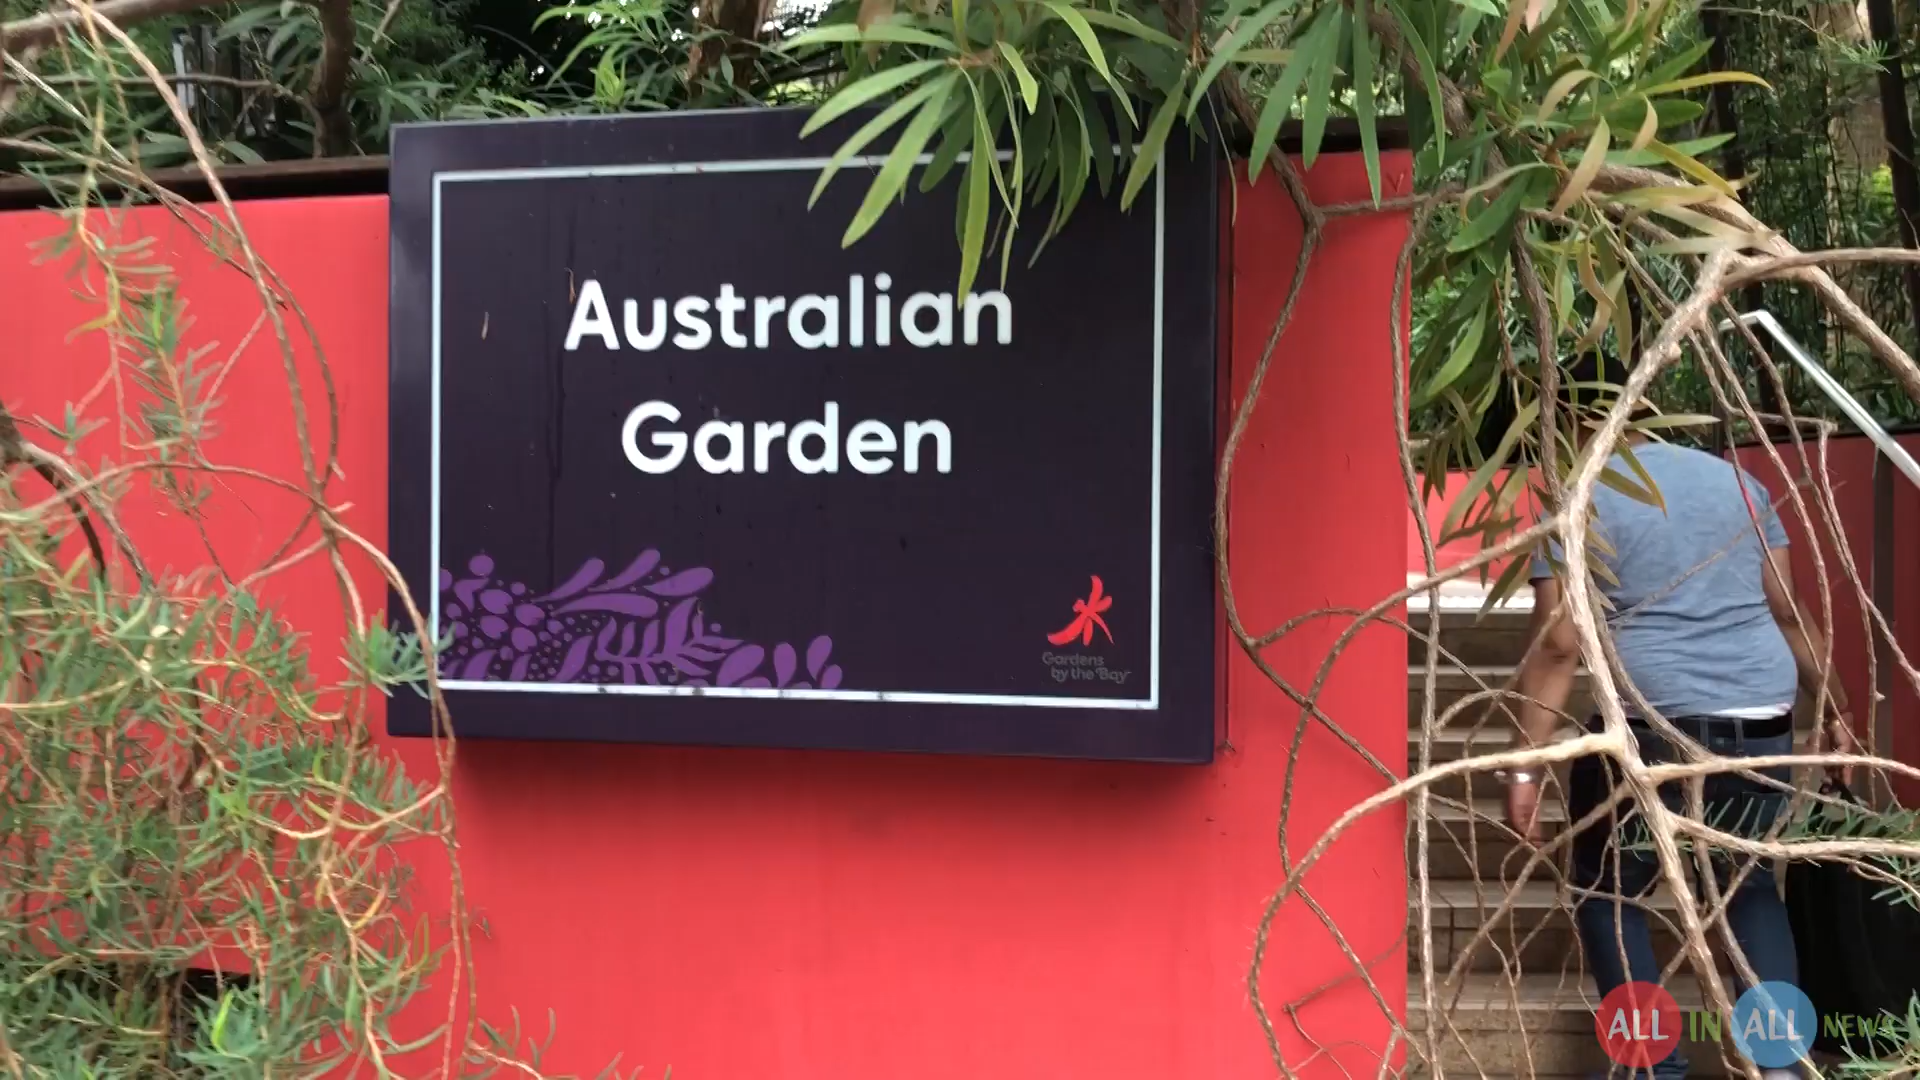 Australian
Garden
Gardens
by the Bay
ALL IN ALL NEWS